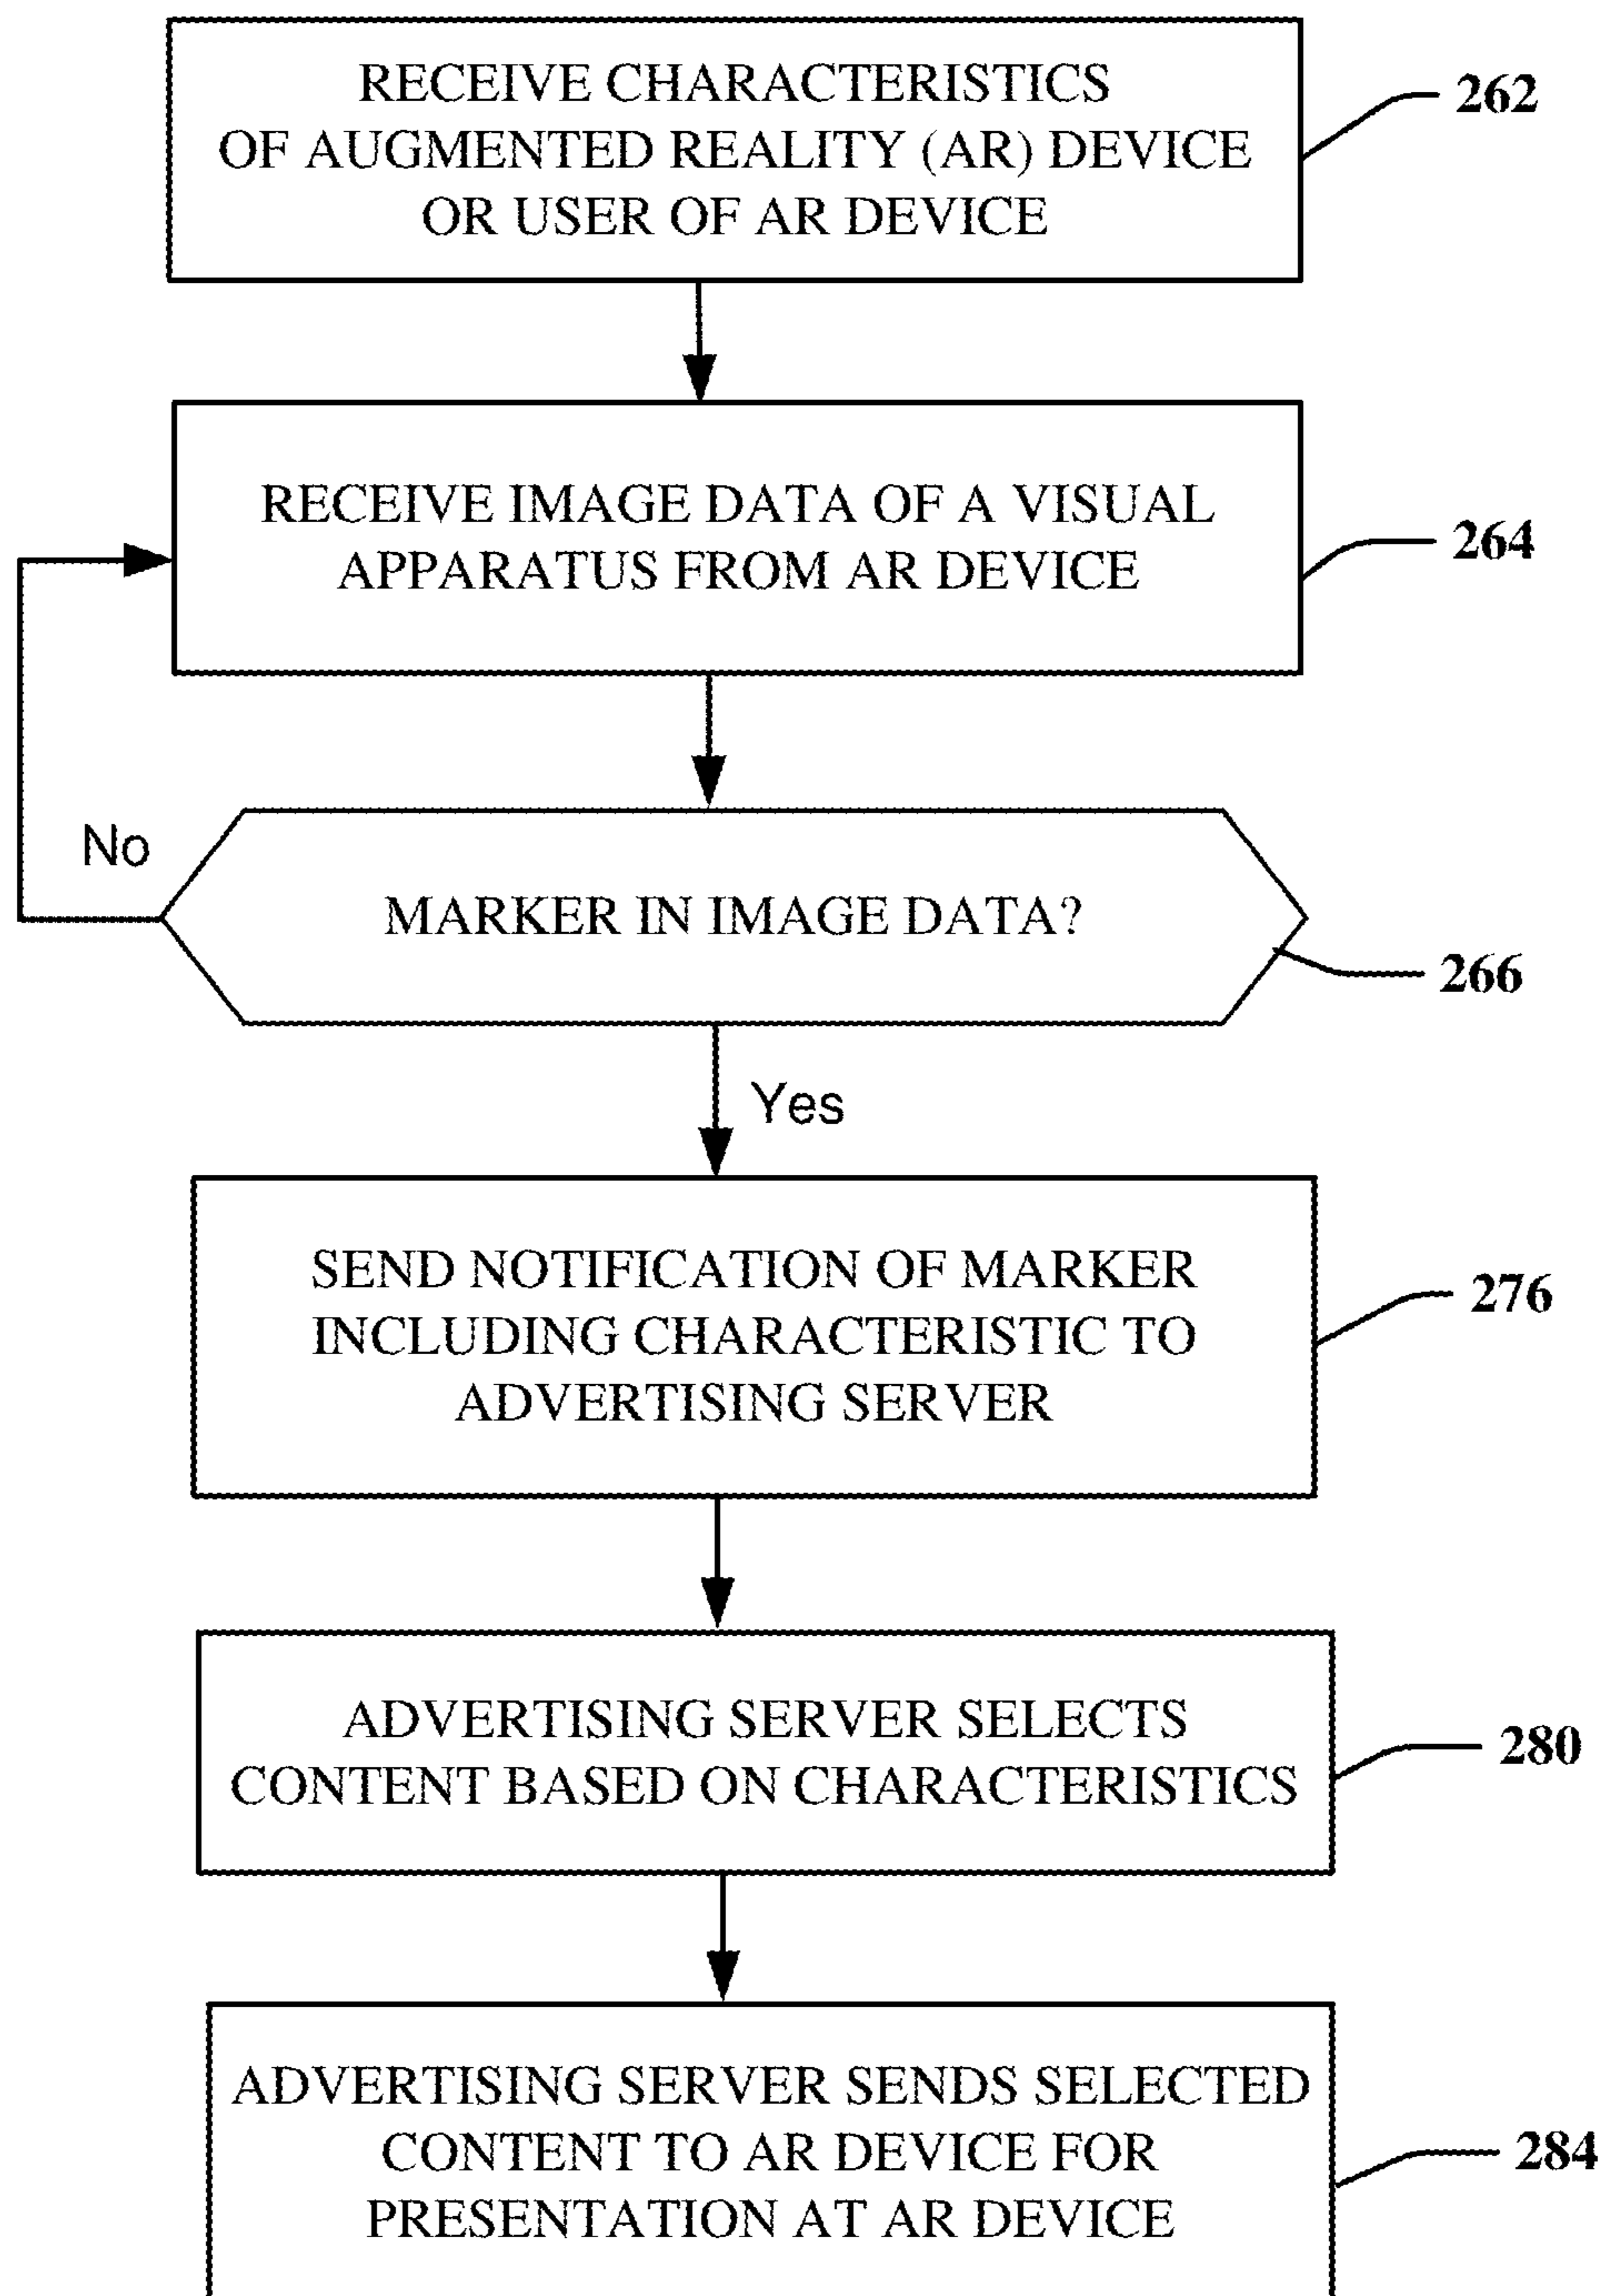 RECEIVE CHARACTERISTICS
OF AUGMENTED REALITY (AR) DEVICE
OR USER OF AR DEVICE
262
RECEIVE IMAGE DATA OF A VISUAL
APPARATUS FROM AR DEVICE
264
No
MARKER IN IMAGE DATA?
266
Yes
SEND NOTIFICATION OF MARKER
INCLUDING CHARACTERISTIC TO
ADVERTISING SERVER
276
ADVERTISING SERVER SELECTS
CONTENT BASED ON CHARACTERISTICS
280
ADVERTISING SERVER SENDS SELECTED
CONTENT TO AR DEVICE FOR
PRESENTATION AT AR DEVICE
284